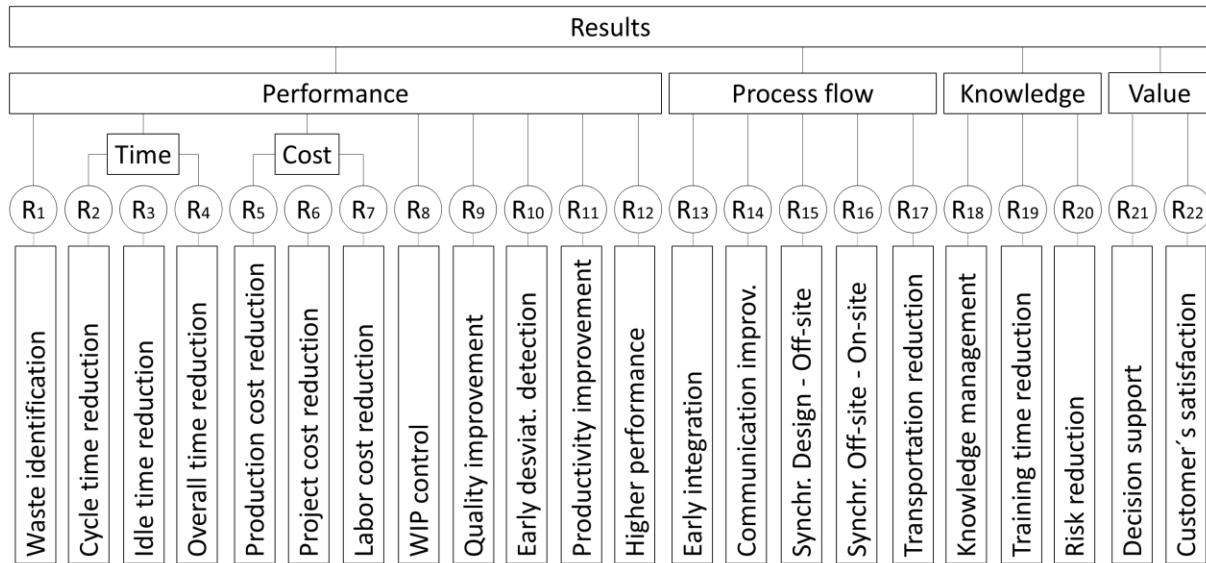 Results
Performance
Process flow
Knowledge
Value
Time
Cost
R1
R2
R3
R4
R5
R6
R7
R8
R9
R10
R11
R12
R13
R14
R15
R16
R17
R18
R19
R20
R21
R22
Waste identification
Cycle time reduction
Idle time reduction
Overall time reduction
Production cost reduction
Project cost reduction
Labor cost reduction
WIP control
Quality improvement
Early desviat. detection
Productivity improvement
Higher performance
Early integration
Communication improv.
Synchr. Design - Off-site
Synchr. Off-site - On-site
Transportation reduction
Knowledge management
Training time reduction
Risk reduction
Decision support
Customer´s satisfaction